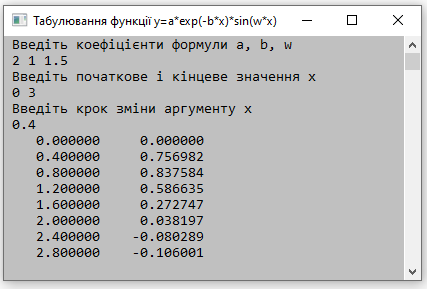 Табулювання функції y=a*exp(-b*x)*sin(w*x)
Введіть коефіцієнти формули a, b, w
2 1 1.5
Введіть початкове і кінцеве значення x
0 3
Введіть крок зміни аргументу x
0.4
0.000000 0.000000
0.400000 0.756982
0.800000 0.837584
1.200000 0.586635
1.600000 0.272747
2.000000 0.038197
2.400000 -0.080289
2.800000 -0.106001